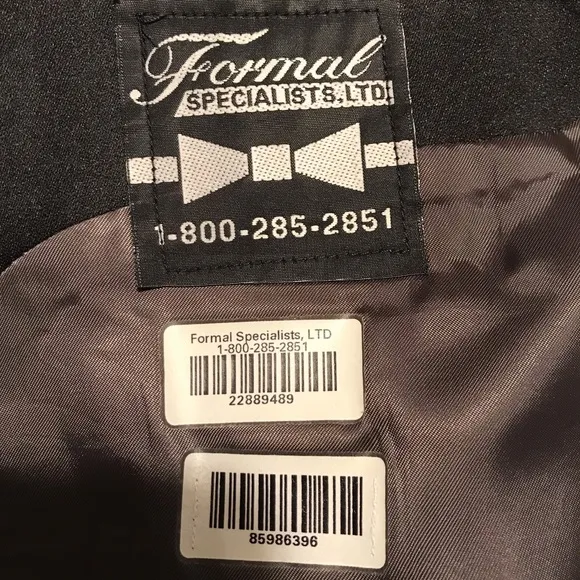 Formal
SPECIALISTS.LTD.
1-800-285-2851
Formal Specialists, LTD
1-800-285-2851
22889489
85986396